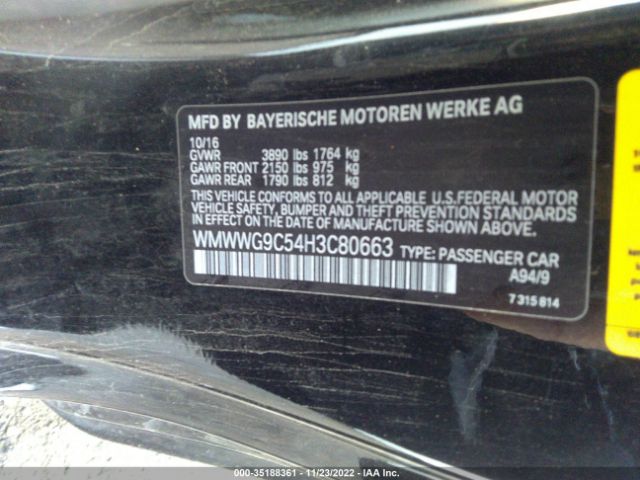 MFD BY BAYERISCHE MOTOREN WERKE AG
10/16
GVWR 3890 lbs 1764 kg
GAWR FRONT 2150 lbs 975 kg
GAWR REAR 1790 lbs 812 kg
THIS VEHICLE CONFORMS TO ALL APPLICABLE U.S.FEDERAL MOTOR
VEHICLE SAFETY, BUMPER AND THEFT PREVENTION STANDARDS
IN EFFECT ON THE DATE OF MANUFACTURE SHOWN ABOVE.
WMWWG9C54H3C80663 TYPE: PASSENGER CAR
A94/9
7 315 814
000-35188361 - 11/23/2022 - IAA Inc.